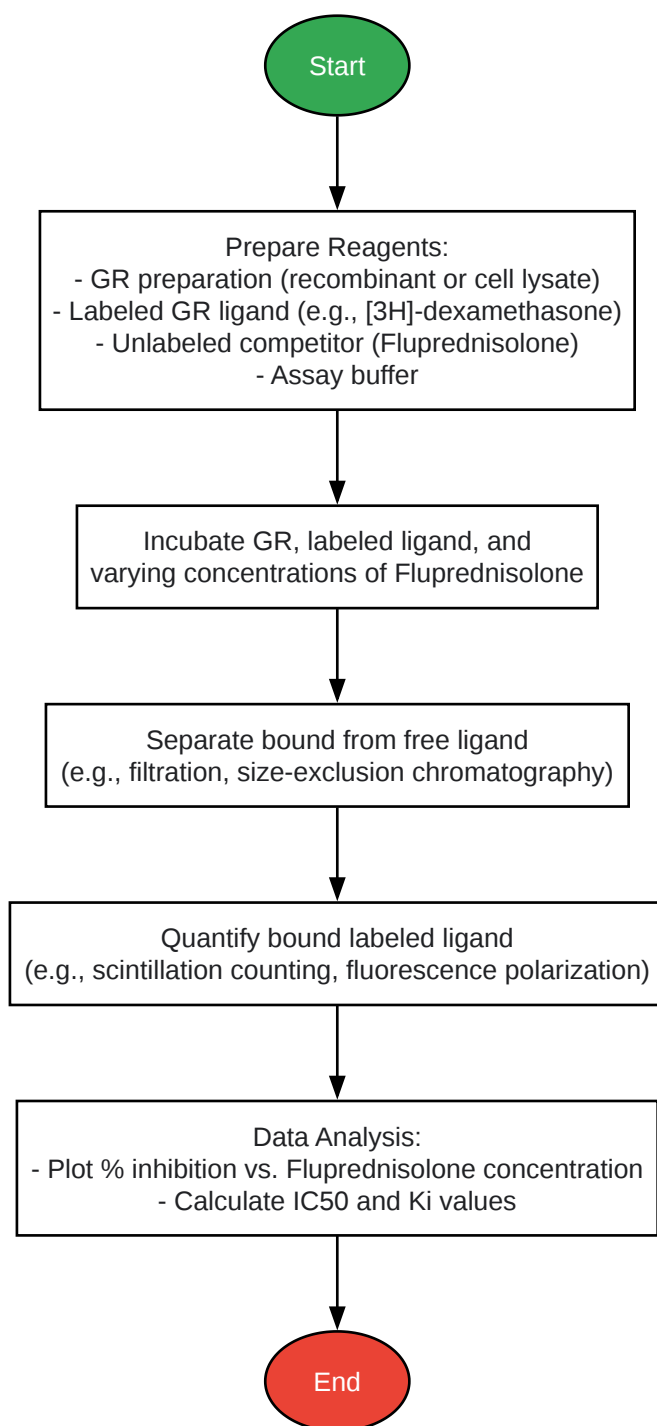 Start
Prepare Reagents:
- GR preparation (recombinant or cell lysate)
- Labeled GR ligand (e.g., [3H]-dexamethasone)
- Unlabeled competitor (Fluprednisolone)
- Assay buffer
Incubate GR, labeled ligand, and
varying concentrations of Fluprednisolone
Separate bound from free ligand
(e.g., filtration, size-exclusion chromatography)
Quantify bound labeled ligand
(e.g., scintillation counting, fluorescence polarization)
Data Analysis:
- Plot % inhibition vs. Fluprednisolone concentration
- Calculate IC50 and Ki values
End